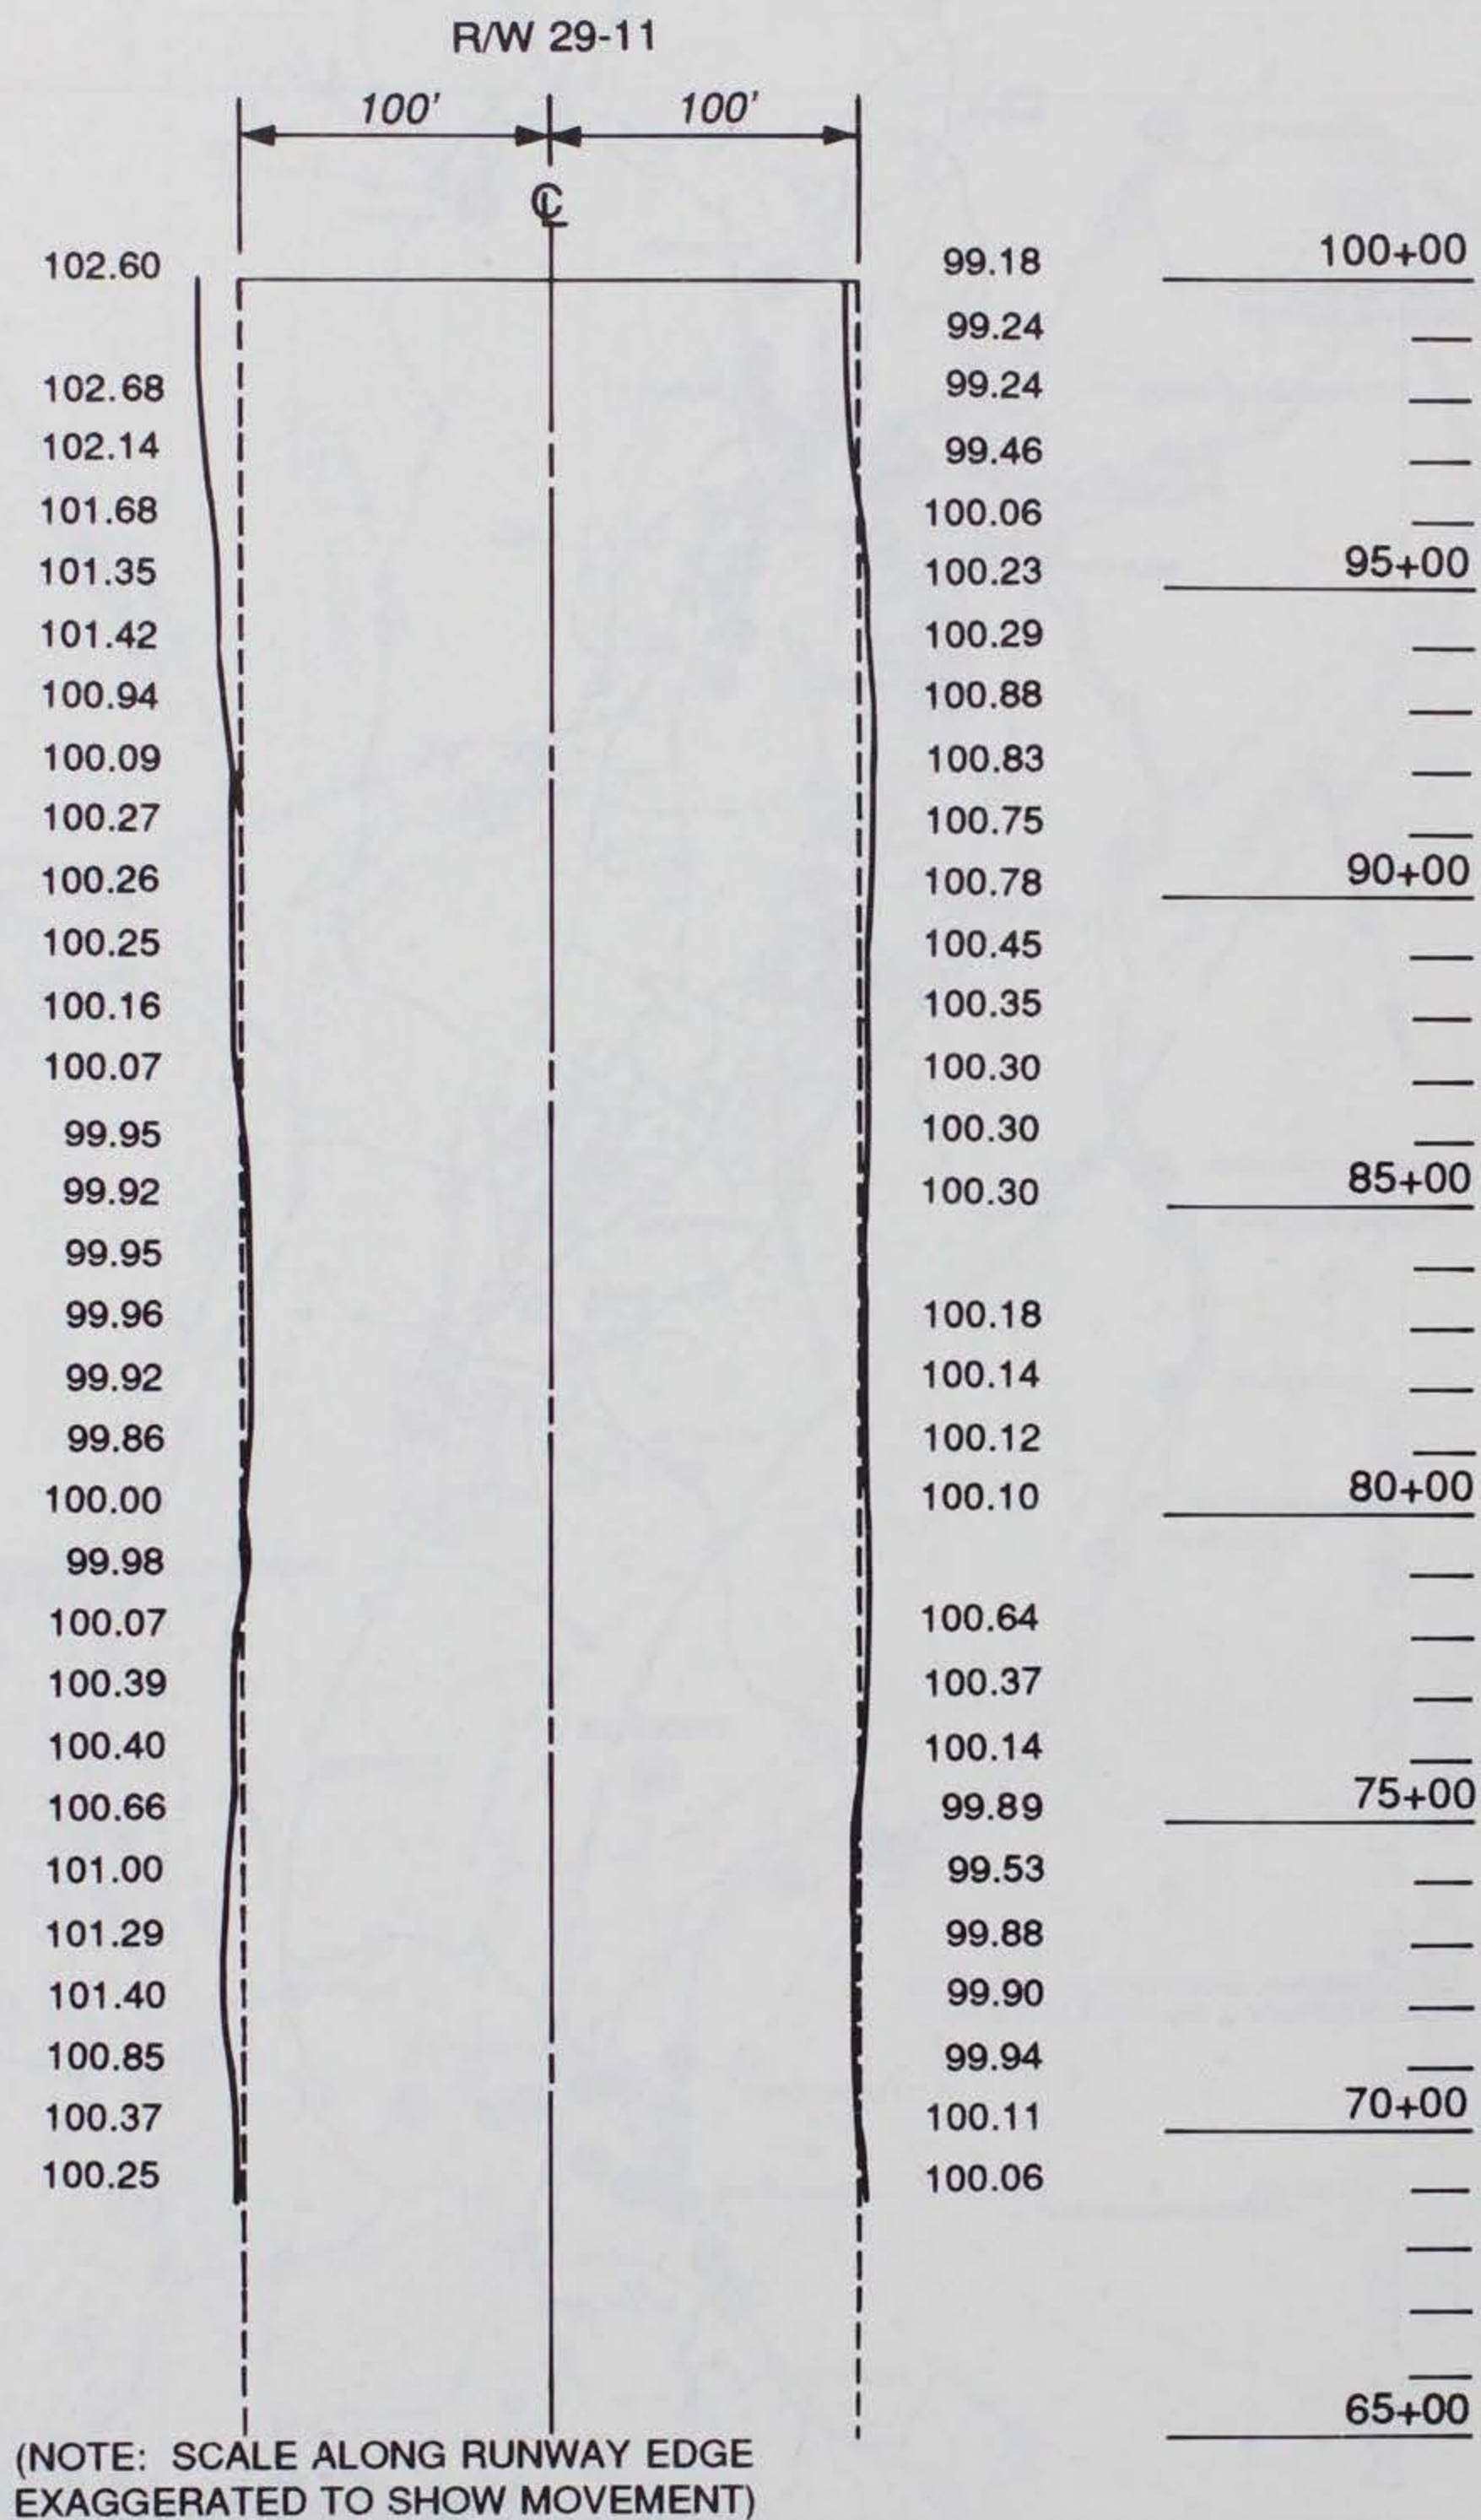 R/W 29-11
100' 100'
℄
102.60 99.18 100+00
99.24
102.68 99.24
102.14 99.46
101.68 100.06
101.35 100.23 95+00
101.42 100.29
100.94 100.88
100.09 100.83
100.27 100.75
100.26 100.78 90+00
100.25 100.45
100.16 100.35
100.07 100.30
99.95 100.30
99.92 100.30 85+00
99.95
99.96 100.18
99.92 100.14
99.86 100.12
100.00 100.10 80+00
99.98
100.07 100.64
100.39 100.37
100.40 100.14
100.66 99.89 75+00
101.00 99.53
101.29 99.88
101.40 99.90
100.85 99.94
100.37 100.11 70+00
100.25 100.06
65+00
(NOTE: SCALE ALONG RUNWAY EDGE
EXAGGERATED TO SHOW MOVEMENT)